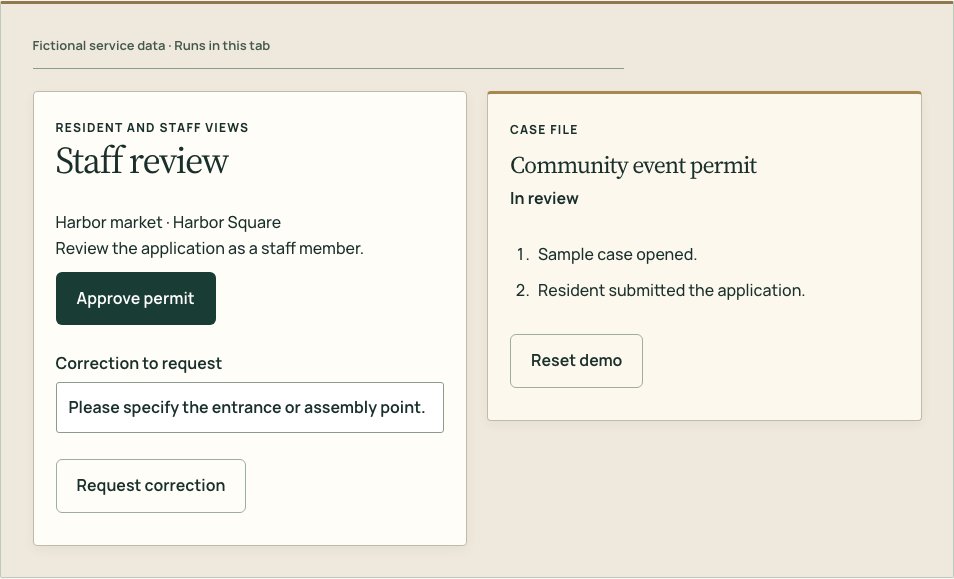 Fictional service data · Runs in this tab
RESIDENT AND STAFF VIEWS
Staff review
Harbor market · Harbor Square
Review the application as a staff member.
Approve permit
Correction to request
Please specify the entrance or assembly point.
Request correction
CASE FILE
Community event permit
In review
1. Sample case opened.
2. Resident submitted the application.
Reset demo